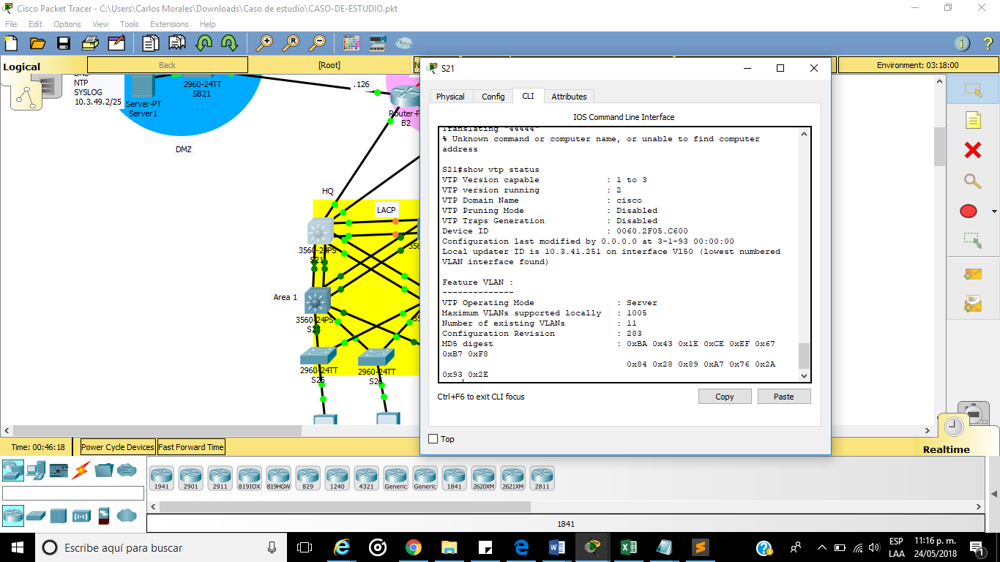 Cisco Packet Tracer - C:\Users\Carlos Morales\Downloads\Caso de estudio\CASO-DE-ESTUDIO.pkt
File Edit Options View Tools Extensions Help
Logical
Back
[Root]
N
Environment: 03:18:00
DNS
NTP
SYSLOG
10.3.49.2/25
Server-PT
Server1
2960-24TT
SB21
DMZ
.126
Router-P
B2
HQ
LACP
3560-24PS
S21
356
Area 1
3560-24PS
S23
35
2960-24TT
S25
2960-24TT
S26
S21
Physical Config CLI Attributes
IOS Command Line Interface
Translating "44444"
% Unknown command or computer name, or unable to find computer
address
S21#show vtp status
VTP Version capable : 1 to 3
VTP version running : 2
VTP Domain Name : cisco
VTP Pruning Mode : Disabled
VTP Traps Generation : Disabled
Device ID : 0060.2F05.C600
Configuration last modified by 0.0.0.0 at 3-1-93 00:00:00
Local updater ID is 10.3.41.251 on interface Vl50 (lowest numbered
VLAN interface found)
Feature VLAN :
--------------
VTP Operating Mode : Server
Maximum VLANs supported locally : 1005
Number of existing VLANs : 11
Configuration Revision : 283
MD5 digest : 0xBA 0x43 0x1E 0xCE 0xEF 0x67
0xB7 0xF8
0x84 0x28 0x89 0xA7 0x76 0x2A
0x93 0x2E
Ctrl+F6 to exit CLI focus
Copy Paste
Top
Time: 00:46:18 Power Cycle Devices Fast Forward Time
Realtime
1941 2901 2911 819IOX 819HGW 829 1240 4321 Generic Generic 1841 2620XM 2621XM 2811
1841
Escribe aquí para buscar
ESP
LAA
11:16 p. m.
24/05/2018
1